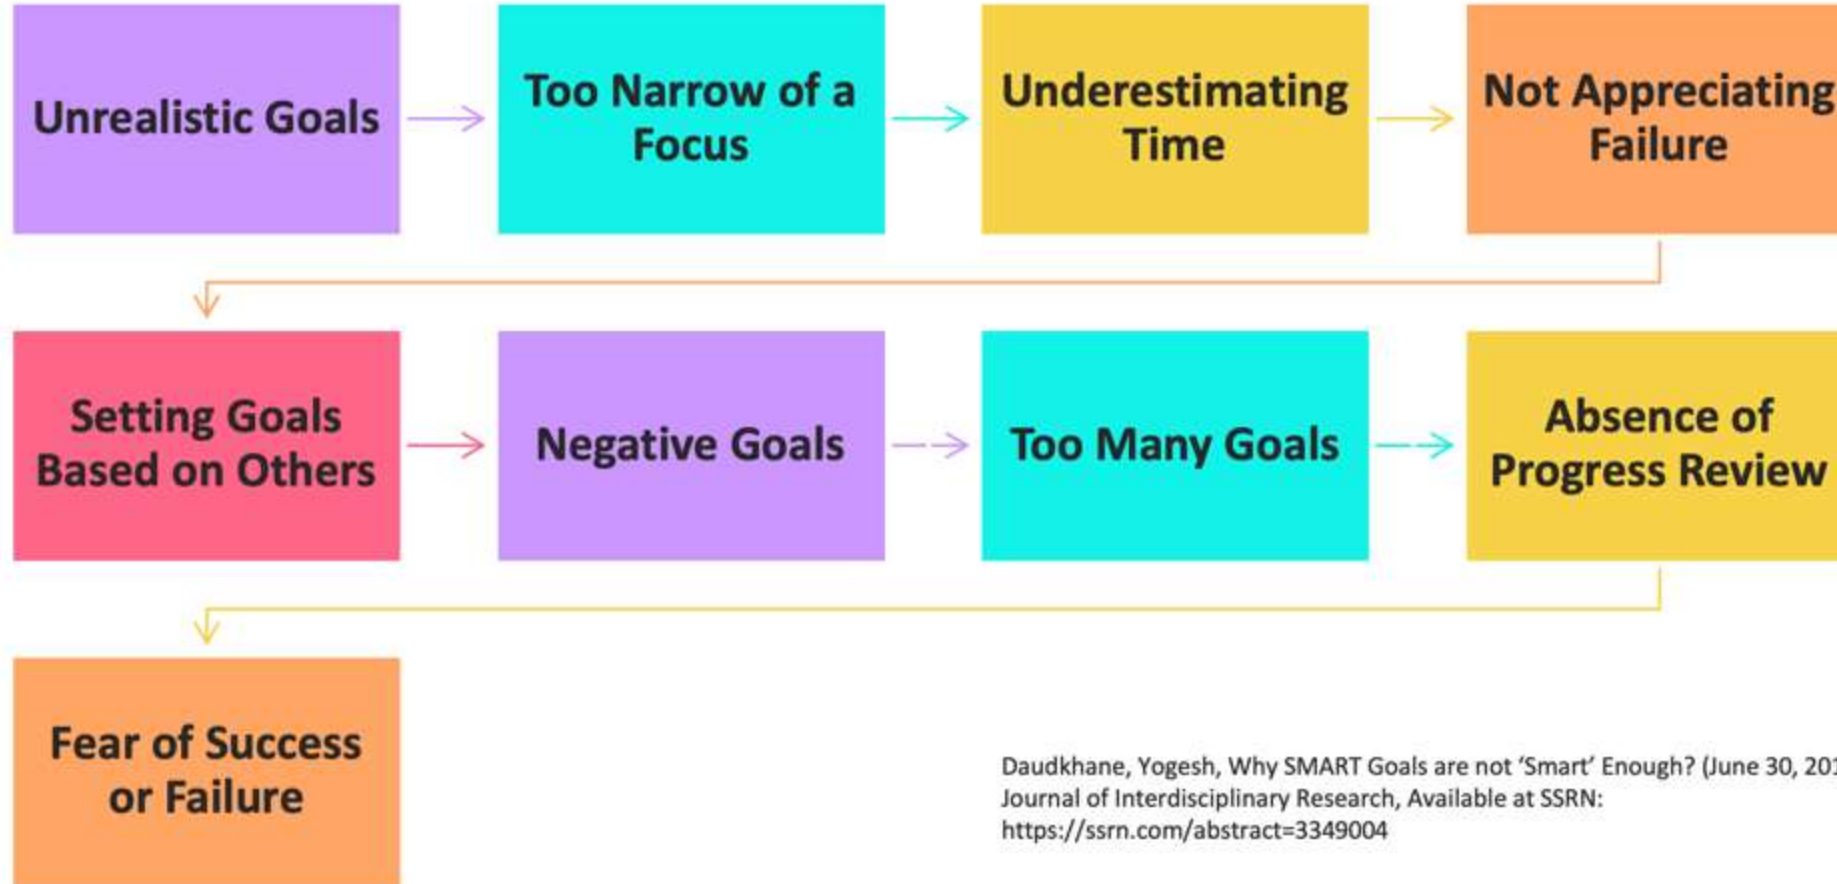 Unrealistic Goals
Too Narrow of a
Focus
Underestimating
Time
Not Appreciating
Failure
Setting Goals
Based on Others
Negative Goals
Too Many Goals
Absence of
Progress Review
Fear of Success
or Failure
Daudkhane, Yogesh, Why SMART Goals are not ‘Smart’ Enough? (June 30, 201
Journal of Interdisciplinary Research, Available at SSRN:
https://ssrn.com/abstract=3349004